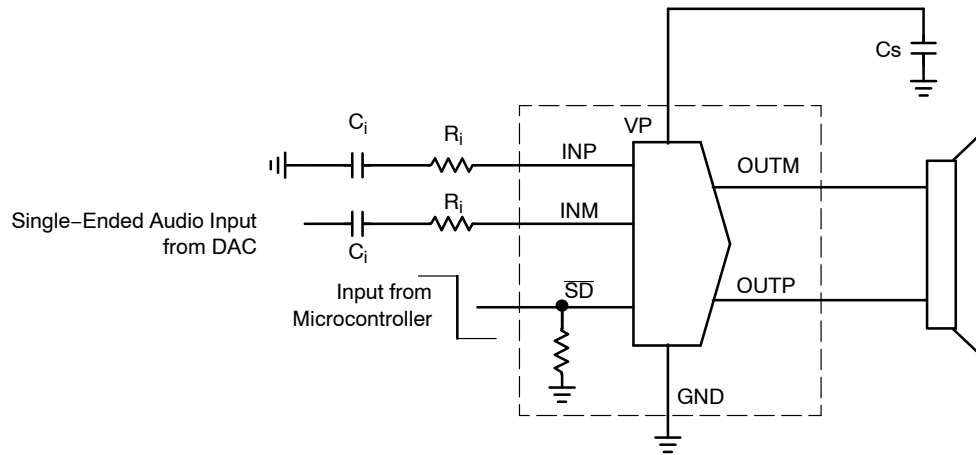 Cs
VP
Ci
Ri
INP
OUTM
Ri
INM
Single−Ended Audio Input
from DAC
Ci
OUTP
SD
Input from
Microcontroller
GND